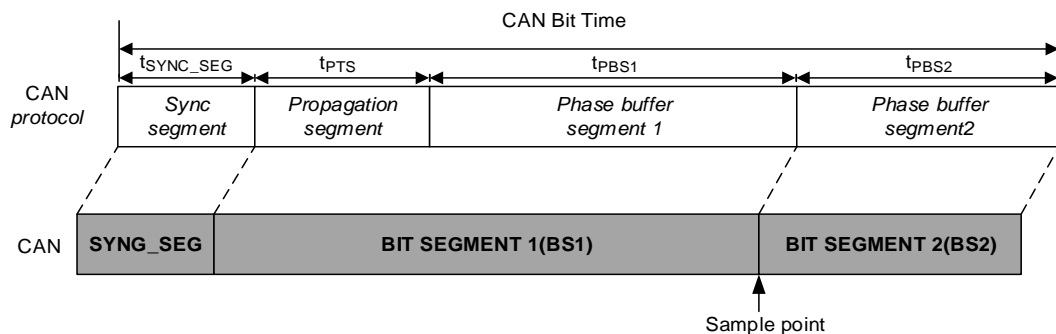 CAN Bit Time
tSYNC_SEG tPTS tPBS1 tPBS2
CAN
protocol
Sync
segment
Propagation
segment
Phase buffer
segment 1
Phase buffer
segment2
CAN SYNG_SEG BIT SEGMENT 1(BS1) BIT SEGMENT 2(BS2)
Sample point